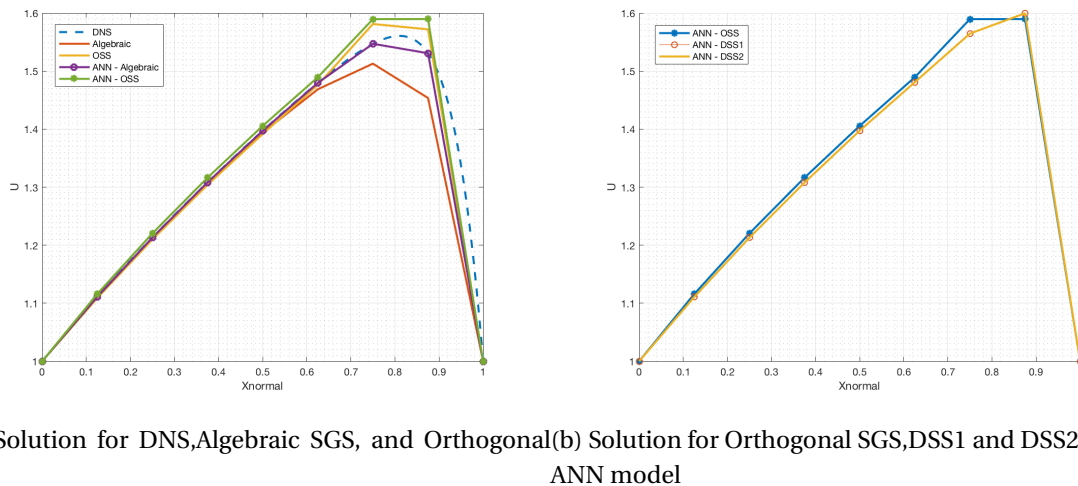 1.6
1.5
1.4
1.3
1.2
1.1
1
U
0 0.1 0.2 0.3 0.4 0.5 0.6 0.7 0.8 0.9 1
Xnormal
DNS
Algebraic
OSS
ANN - Algebraic
ANN - OSS
1.6
1.5
1.4
1.3
1.2
1.1
1
U
0 0.1 0.2 0.3 0.4 0.5 0.6 0.7 0.8 0.9
Xnormal
ANN - OSS
ANN - DSS1
ANN - DSS2
Solution for DNS,Algebraic SGS, and Orthogonal(b) Solution for Orthogonal SGS,DSS1 and DSS2
ANN model